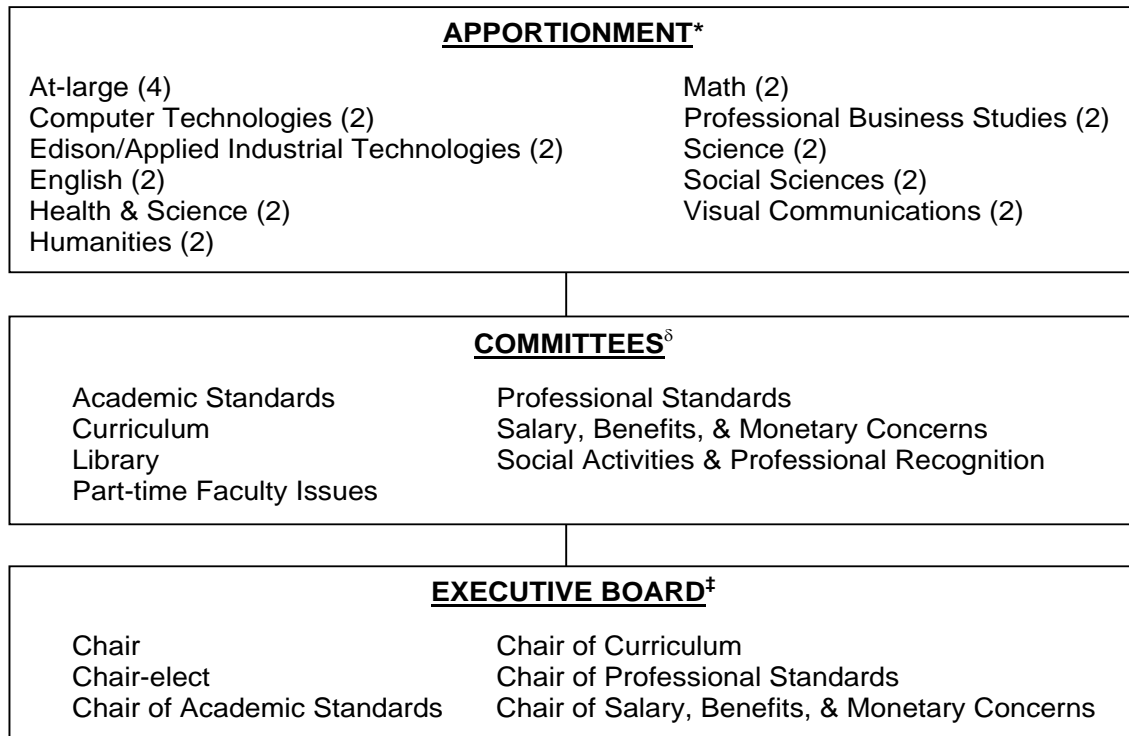 APPORTIONMENT*
At-large (4)
Computer Technologies (2)
Edison/Applied Industrial Technologies (2)
English (2)
Health & Science (2)
Humanities (2)
Math (2)
Professional Business Studies (2)
Science (2)
Social Sciences (2)
Visual Communications (2)
COMMITTEESᵟ
Academic Standards
Curriculum
Library
Part-time Faculty Issues
Professional Standards
Salary, Benefits, & Monetary Concerns
Social Activities & Professional Recognition
EXECUTIVE BOARD‡
Chair
Chair-elect
Chair of Academic Standards
Chair of Curriculum
Chair of Professional Standards
Chair of Salary, Benefits, & Monetary Concerns